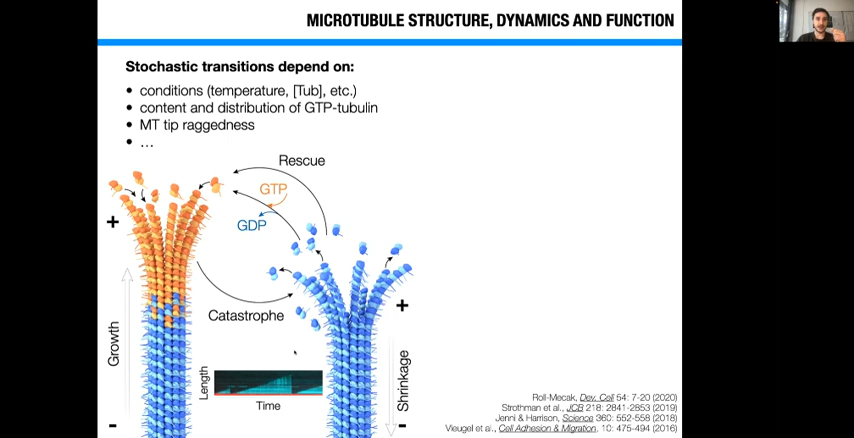 MICROTUBULE STRUCTURE, DYNAMICS AND FUNCTION
Stochastic transitions depend on:
• conditions (temperature, [Tub], etc.)
• content and distribution of GTP-tubulin
• MT tip raggedness
• …
Rescue
GTP
GDP
+
+
Catastrophe
Growth
Shrinkage
Length
Time
-
-
Roll-Mecak, Dev. Cell 54: 7-20 (2020)
Strothman et al., JCB 218: 2841-2853 (2019)
Jenni & Harrison, Science 360: 552-558 (2018)
Vleugel et al., Cell Adhesion & Migration, 10: 475-494 (2016)